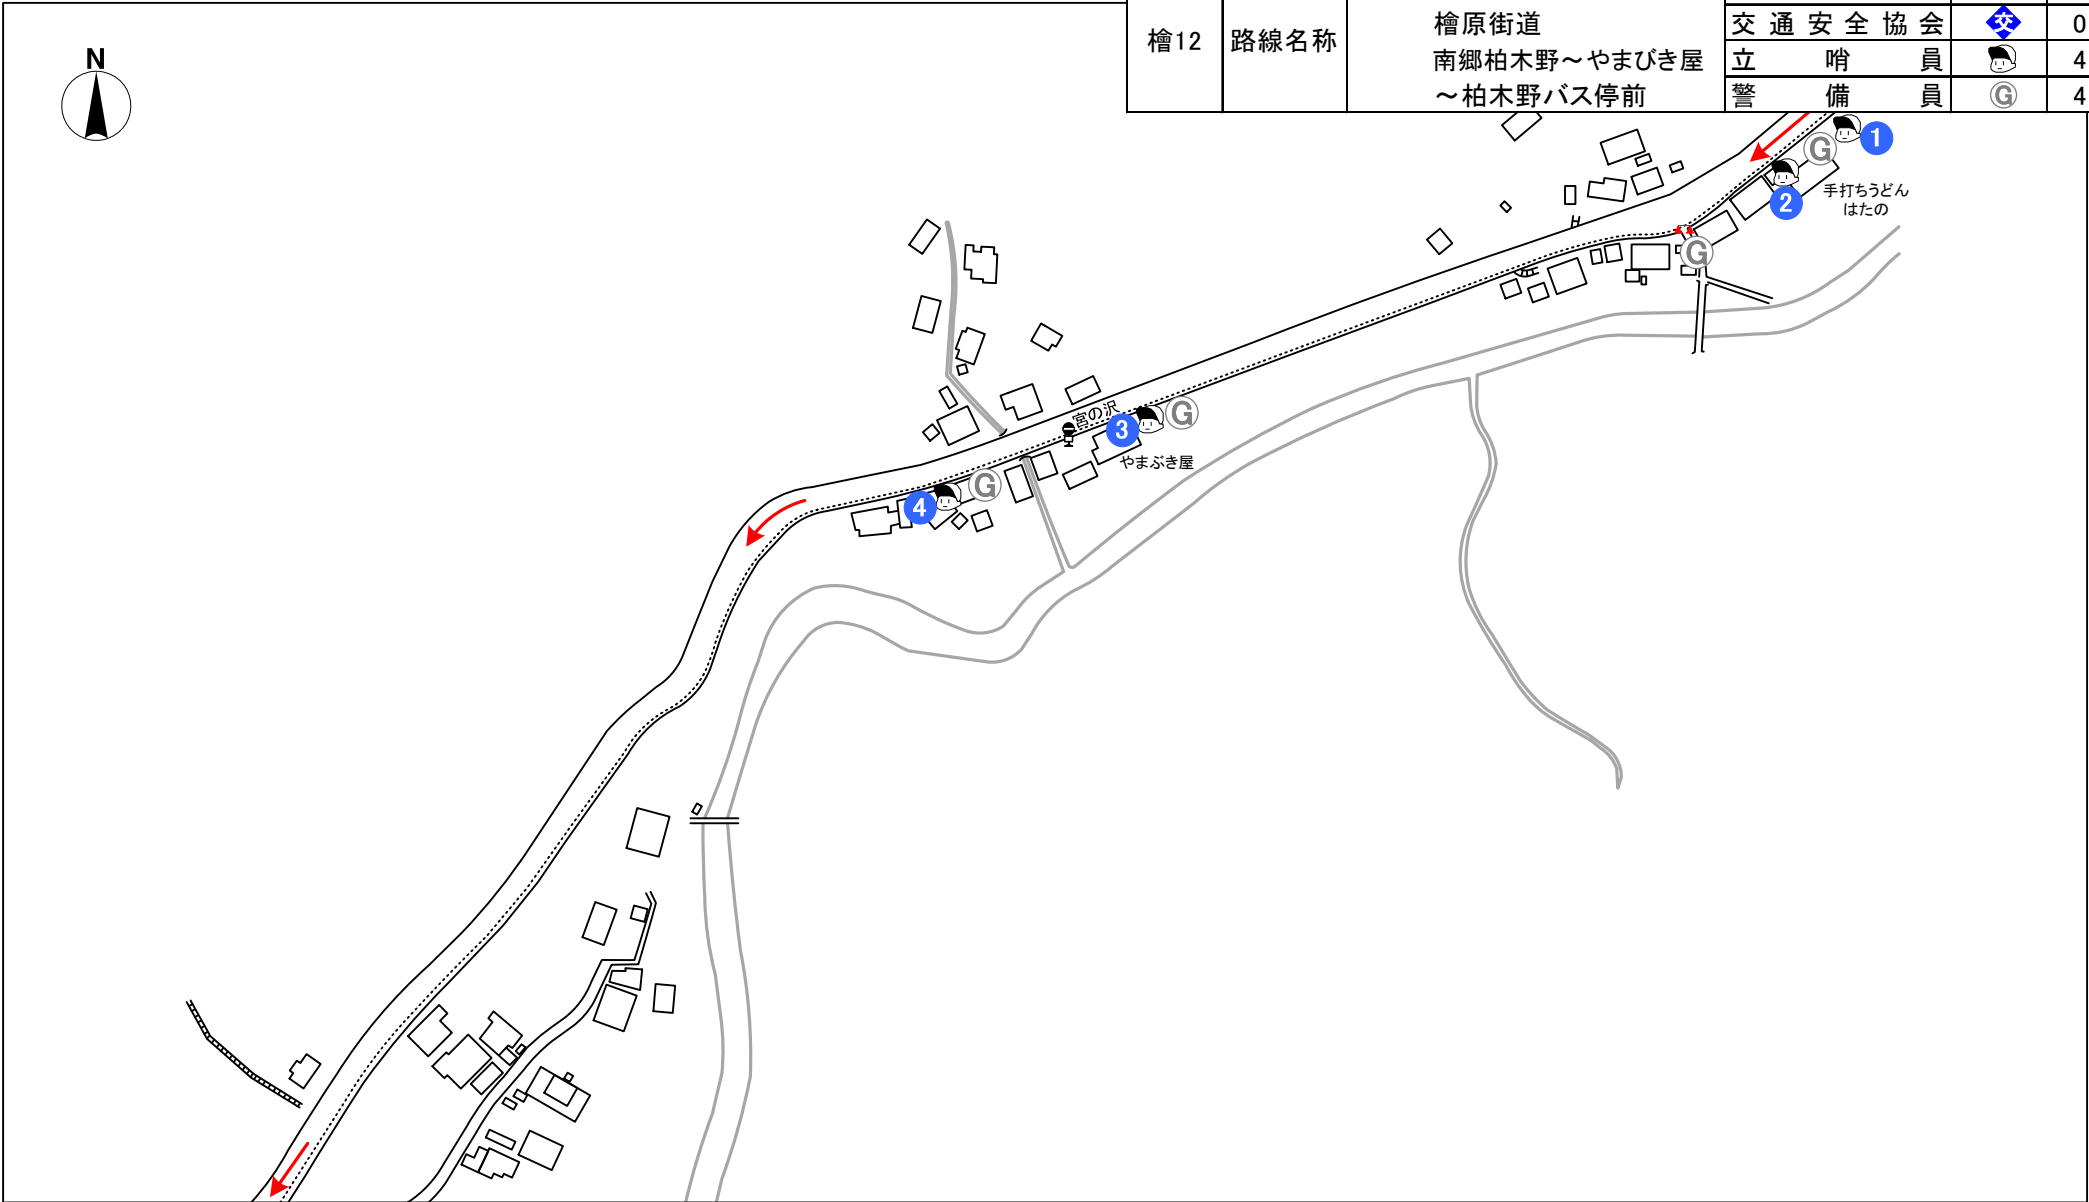 檜12 路線名称
檜原街道
南郷柏木野～やまびき屋
～柏木野バス停前
交通安全協会 交 0
立哨員 4
警備員 G 4
N
G 1
2
手打ちうどん
はたの
G
宮の沢
3 G
やまぶき屋
4 G